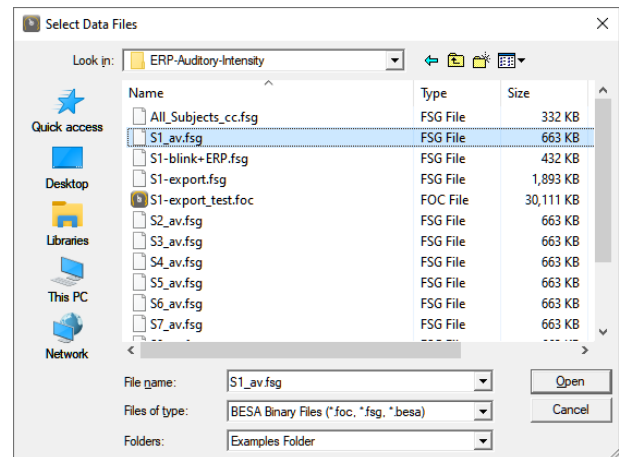 Select Data Files
Look in: ERP-Auditory-Intensity
Name Type Size
All_Subjects_cc.fsg FSG File 332 KB
S1_av.fsg FSG File 663 KB
S1-blink+ERP.fsg FSG File 432 KB
S1-export.fsg FSG File 1,893 KB
S1-export_test.foc FOC File 30,111 KB
S2_av.fsg FSG File 663 KB
S3_av.fsg FSG File 663 KB
S4_av.fsg FSG File 663 KB
S5_av.fsg FSG File 663 KB
S6_av.fsg FSG File 663 KB
S7_av.fsg FSG File 663 KB
Quick access
Desktop
Libraries
This PC
Network
File name: S1_av.fsg Open
Files of type: BESA Binary Files (*.foc, *.fsg, *.besa) Cancel
Folders: Examples Folder